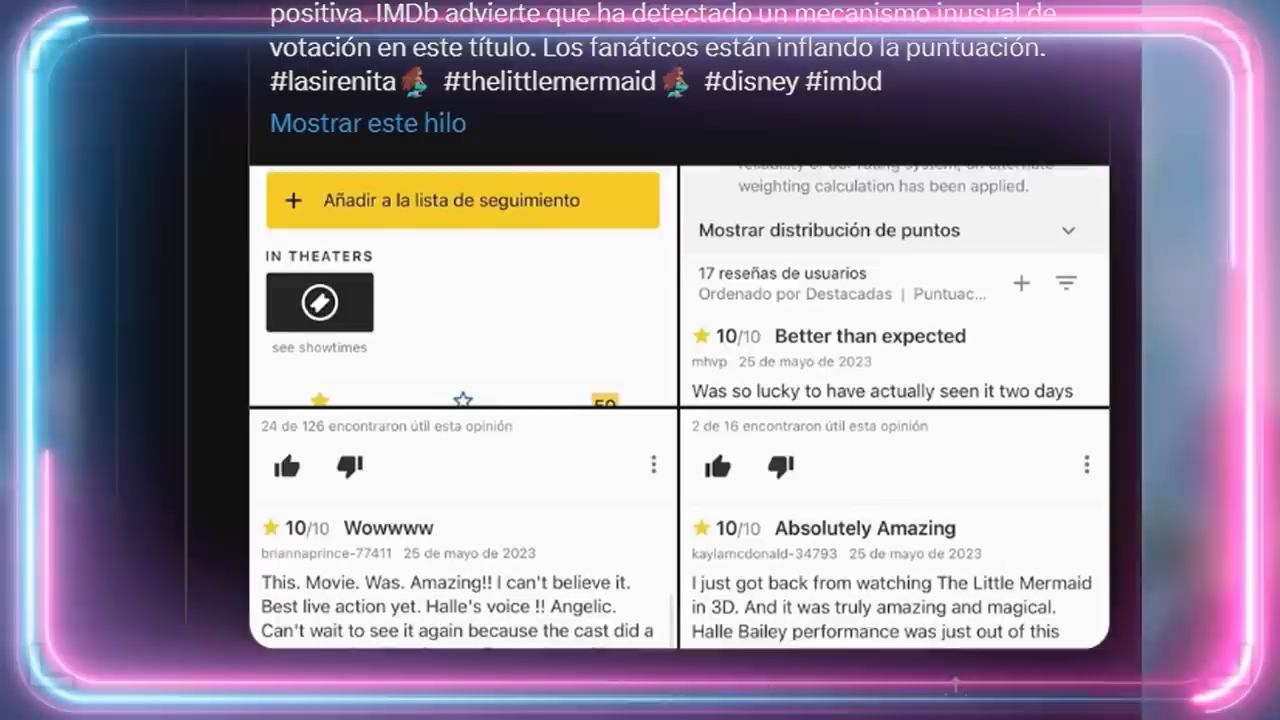 positiva. IMDb advierte que ha detectado un mecanismo inusual de
votación en este título. Los fanáticos están inflando la puntuación.
#lasirenita #thelittlemermaid #disney #imbd
Mostrar este hilo
+ Añadir a la lista de seguimiento
IN THEATERS
see showtimes
weighting calculation has been applied.
Mostrar distribución de puntos
17 reseñas de usuarios
Ordenado por Destacadas | Puntuac...
10/10 Better than expected
mhvp 25 de mayo de 2023
Was so lucky to have actually seen it two days
24 de 126 encontraron útil esta opinión
10/10 Wowwww
briannaprince-77411 25 de mayo de 2023
This. Movie. Was. Amazing!! I can't believe it.
Best live action yet. Halle's voice !! Angelic.
Can't wait to see it again because the cast did a
2 de 16 encontraron útil esta opinión
10/10 Absolutely Amazing
kaylamcdonald-34793 25 de mayo de 2023
I just got back from watching The Little Mermaid
in 3D. And it was truly amazing and magical.
Halle Bailey performance was just out of this